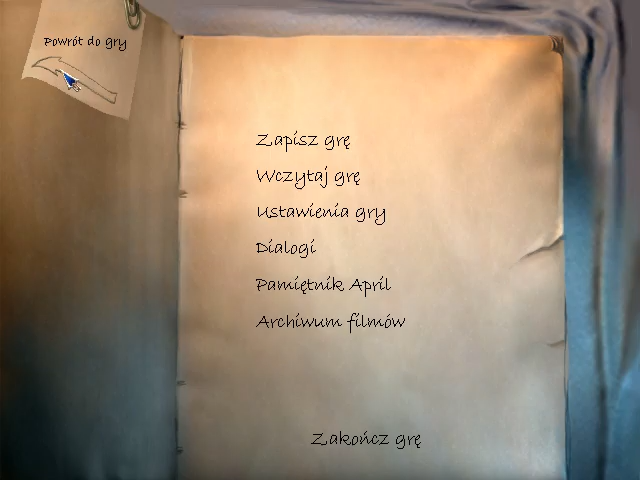 Powrót do gry
Zapisz grę
Wczytaj grę
Ustawienia gry
Dialogi
Pamiętnik April
Archiwum filmów
Zakończ grę